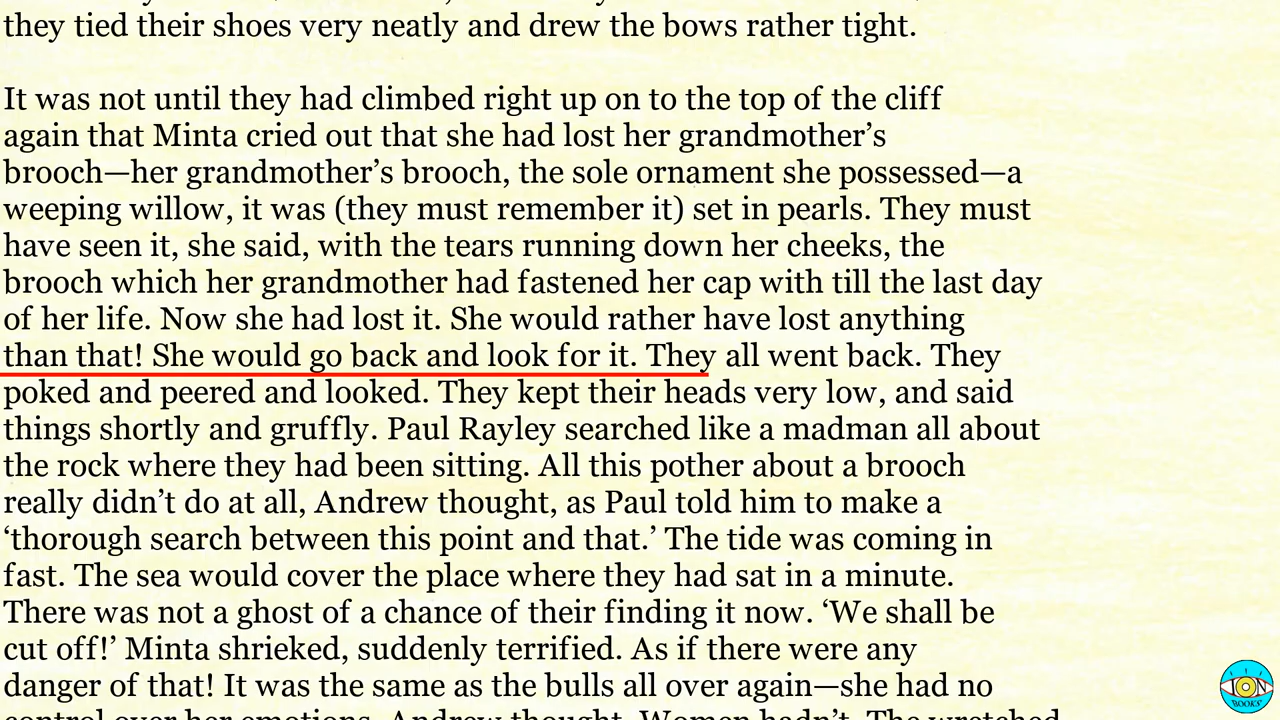 they tied their shoes very neatly and drew the bows rather tight.
It was not until they had climbed right up on to the top of the cliff
again that Minta cried out that she had lost her grandmother’s
brooch—her grandmother’s brooch, the sole ornament she possessed—a
weeping willow, it was (they must remember it) set in pearls. They must
have seen it, she said, with the tears running down her cheeks, the
brooch which her grandmother had fastened her cap with till the last day
of her life. Now she had lost it. She would rather have lost anything
than that! She would go back and look for it. They all went back. They
poked and peered and looked. They kept their heads very low, and said
things shortly and gruffly. Paul Rayley searched like a madman all about
the rock where they had been sitting. All this pother about a brooch
really didn’t do at all, Andrew thought, as Paul told him to make a
‘thorough search between this point and that.’ The tide was coming in
fast. The sea would cover the place where they had sat in a minute.
There was not a ghost of a chance of their finding it now. ‘We shall be
cut off!’ Minta shrieked, suddenly terrified. As if there were any
danger of that! It was the same as the bulls all over again—she had no
control over her emotions, Andrew thought. Women hadn’t. The wretched
ION
BOOKS